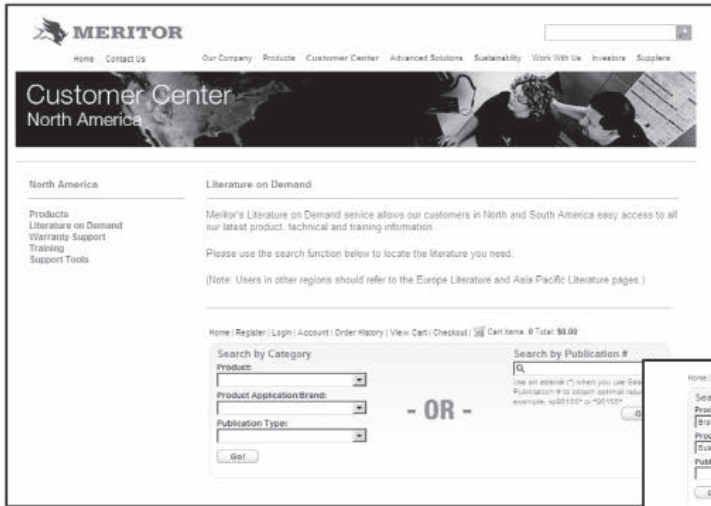 MERITOR
Home Contact Us Our Company Products Customer Center Advanced Solutions Sustainability Work With Us Investors Suppliers
Customer Center
North America
North America
Products
Literature on Demand
Warranty Support
Training
Support Tools
Literature on Demand
Meritor's Literature on Demand service allows our customers in North and South America easy access to all
our latest product, technical and training information.
Please use the search function below to locate the literature you need.
(Note: Users in other regions should refer to the Europe Literature and Asia Pacific Literature pages.)
Home | Register | Login | Account | Order History | View Cart | Checkout | Cart Items: 0 Total: $0.00
Search by Category
Product:
Product Application/Brand:
Publication Type:
Go!
- OR -
Search by Publication #
Use an asterisk (*) when you use
Publication # to obtain optimal
example,
Home |